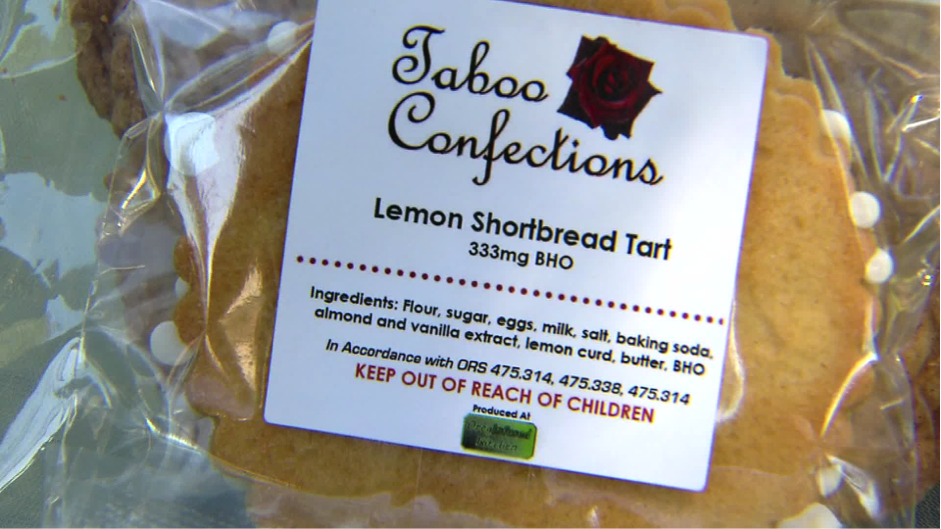 Taboo
Confections
Lemon Shortbread Tart
333mg BHO
Ingredients: Flour, sugar, eggs, milk, salt, baking soda,
almond and vanilla extract, lemon curd, butter, BHO
In Accordance with ORS 475.314, 475.338, 475.314
KEEP OUT OF REACH OF CHILDREN
Produced At